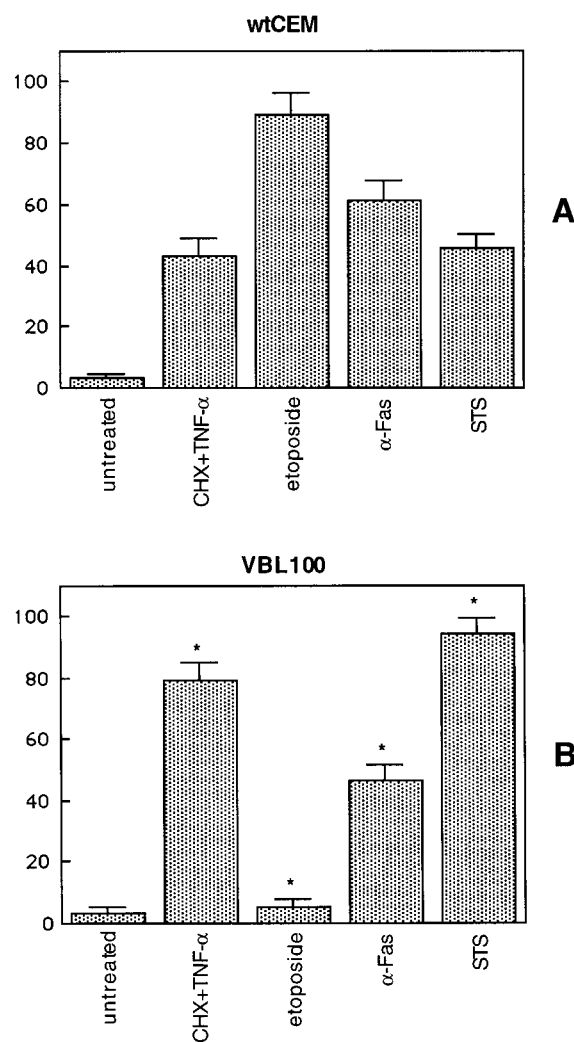 wtCEM
100
80
60
40
20
0
untreated
CHX+TNF-α
etoposide
α-Fas
STS
A
VBL100
100
80
60
40
20
0
*
*
*
*
untreated
CHX+TNF-α
etoposide
α-Fas
STS
B